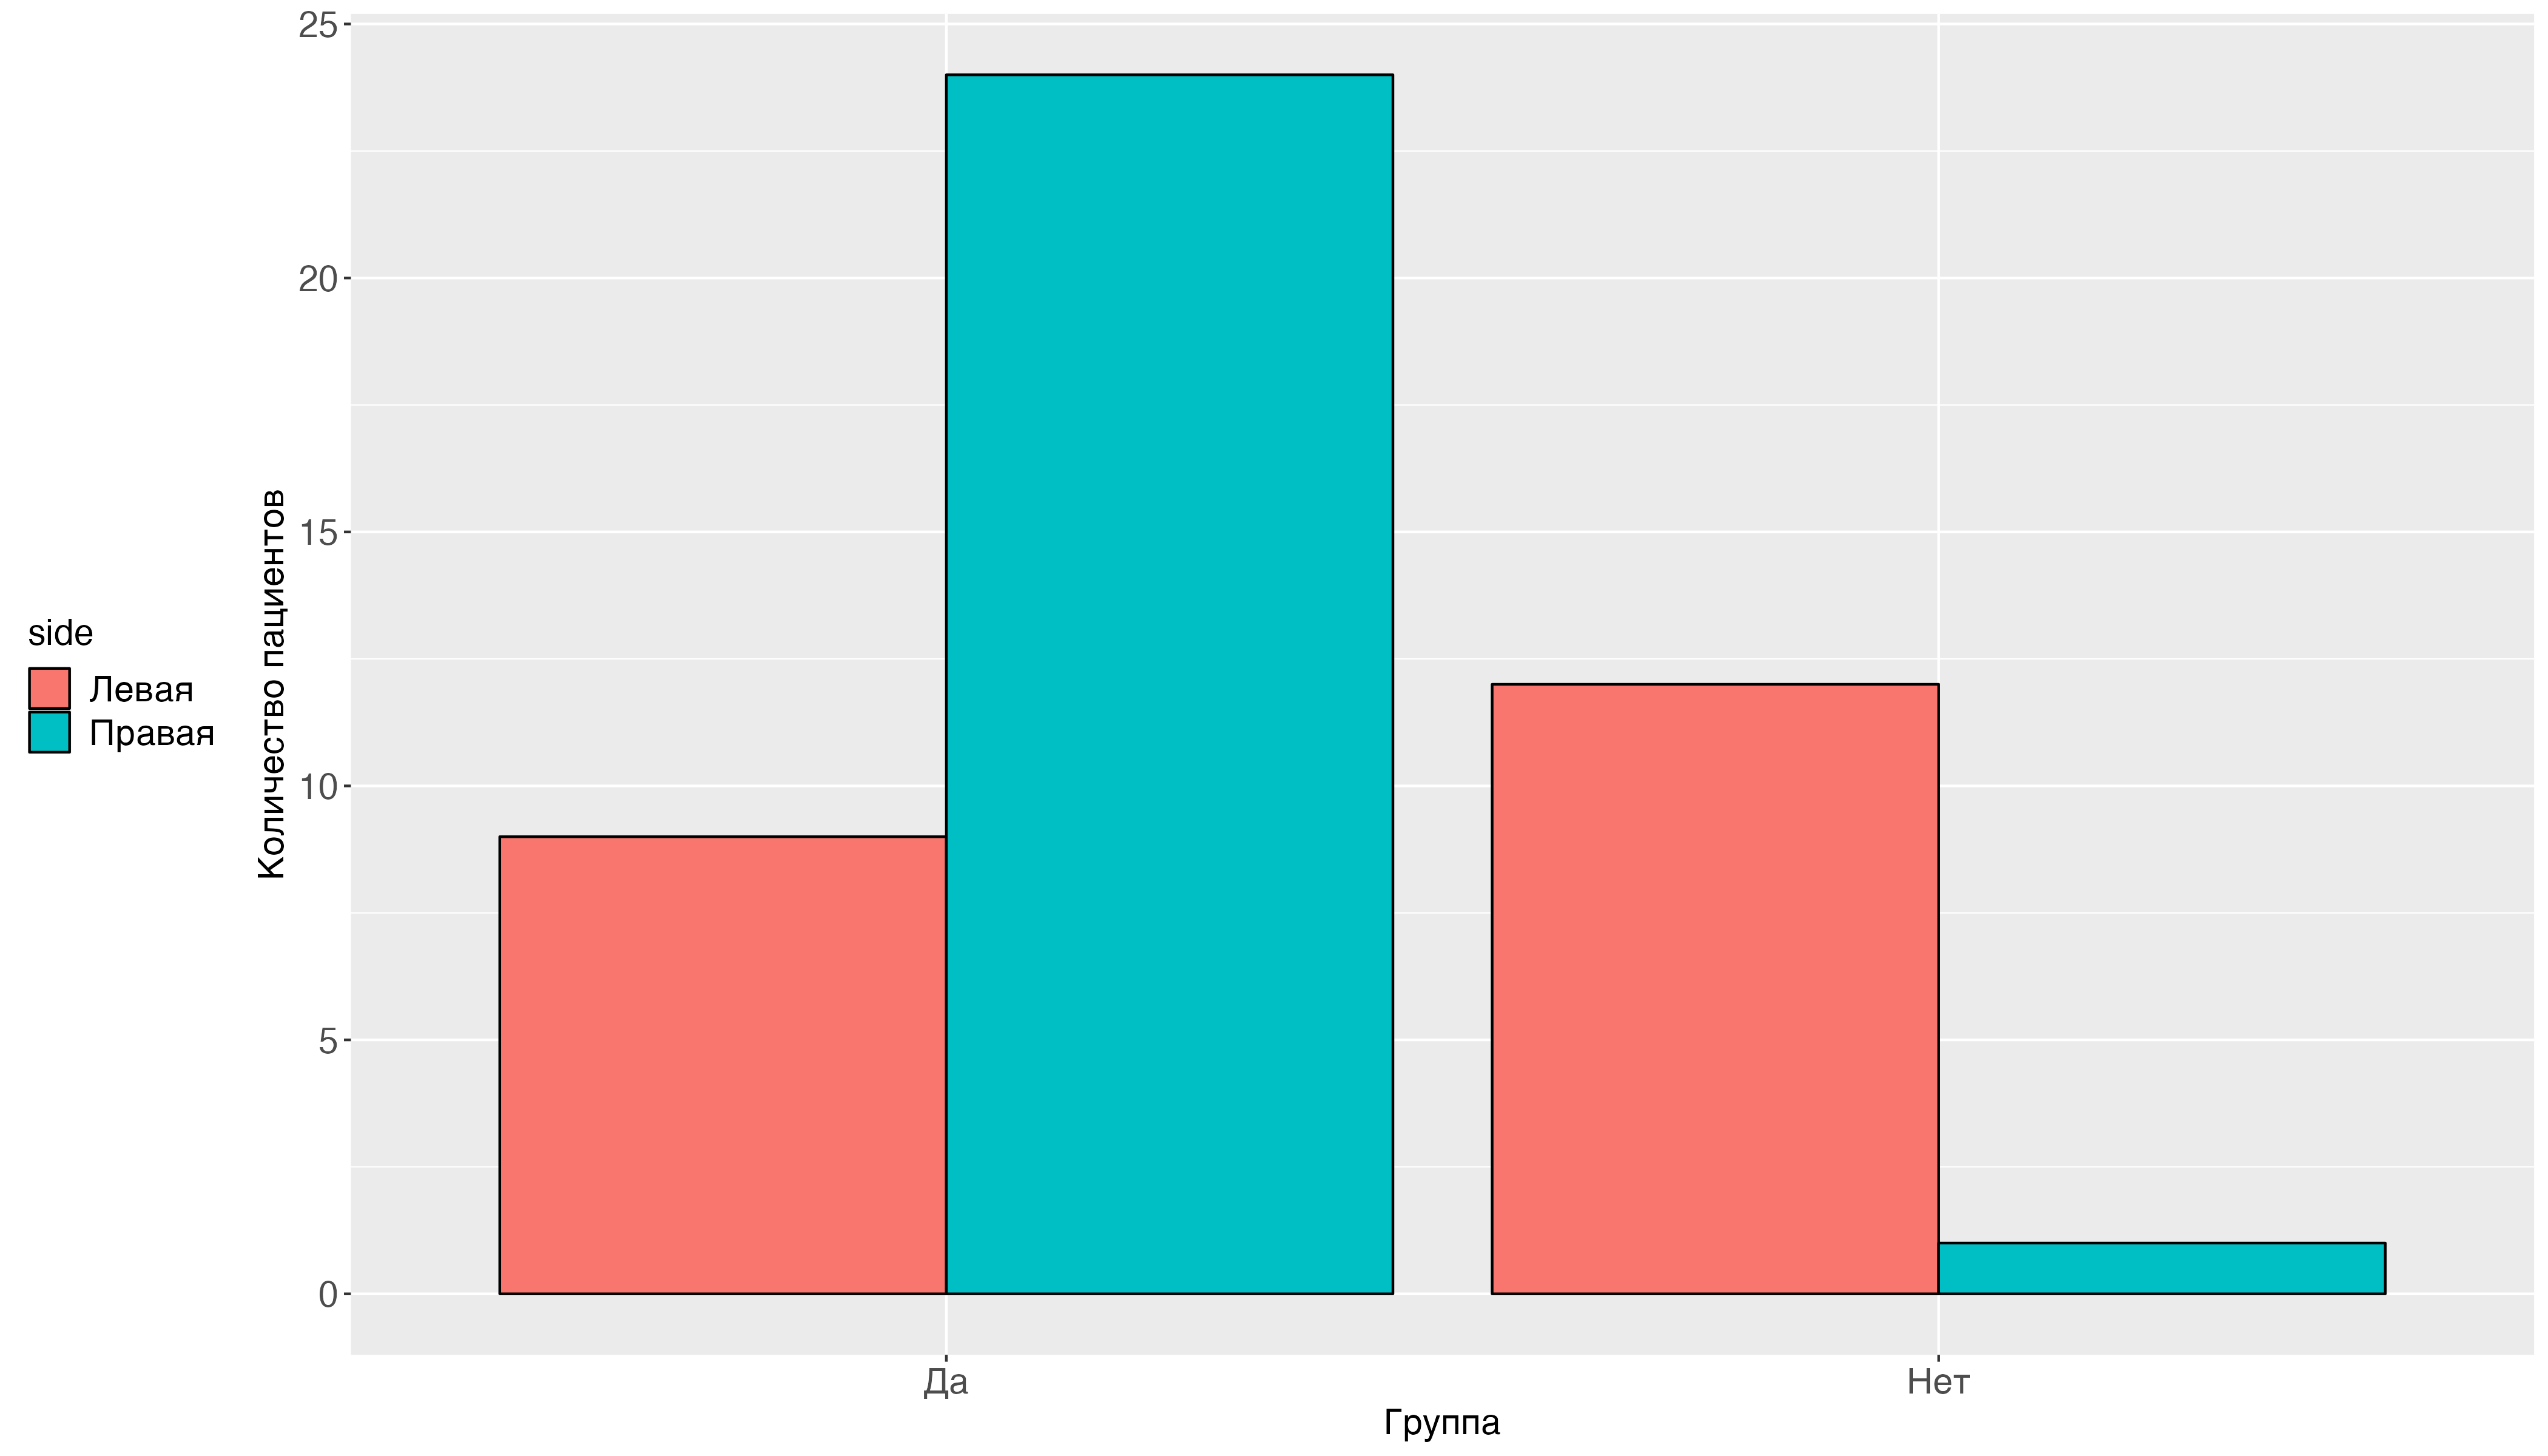 side
Левая
Правая
Количество пациентов
25
20
15
10
5
0
Да
Нет
Группа